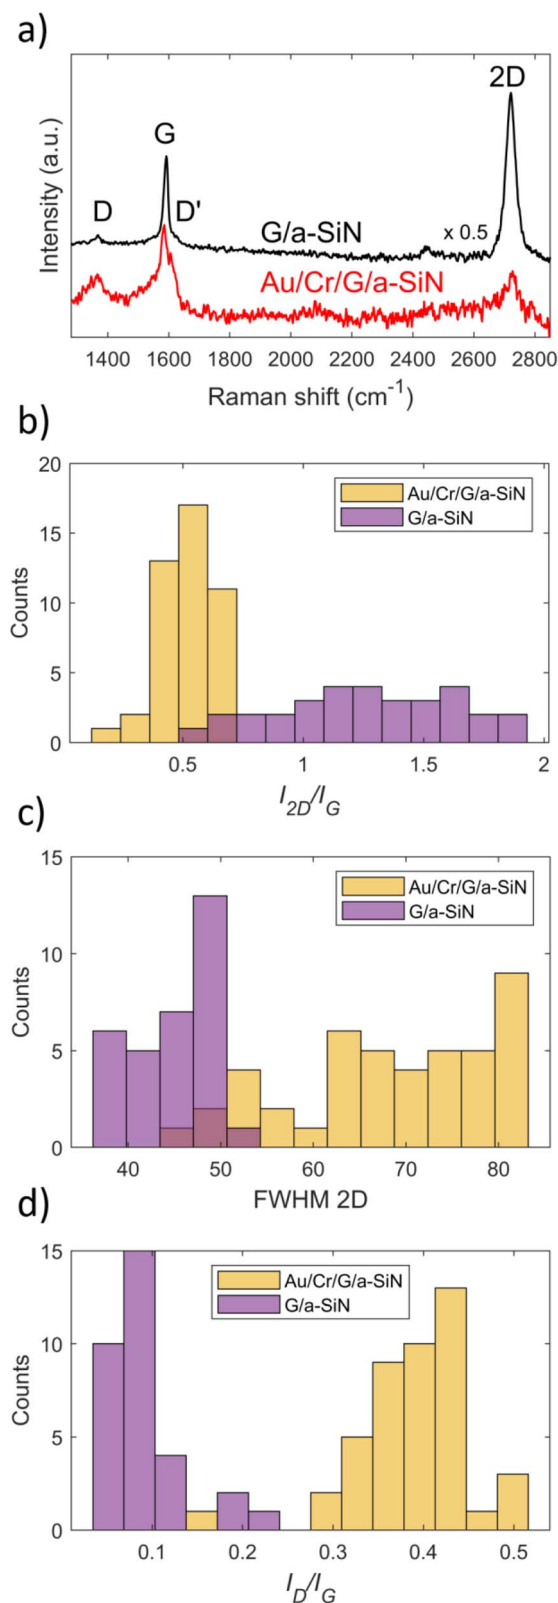 a)
Intensity (a.u.)
D
G
D'
2D
G/a-SiN
x 0.5
Au/Cr/G/a-SiN
1400 1600 1800 2000 2200 2400 2600 2800
Raman shift (cm⁻¹)
b)
Counts
20
15
10
5
0
Au/Cr/G/a-SiN
G/a-SiN
0.5 1 1.5 2
I2D/IG
c)
Counts
15
10
5
0
Au/Cr/G/a-SiN
G/a-SiN
40 50 60 70 80
FWHM 2D
d)
Counts
15
10
5
0
Au/Cr/G/a-SiN
G/a-SiN
0.1 0.2 0.3 0.4 0.5
ID/IG